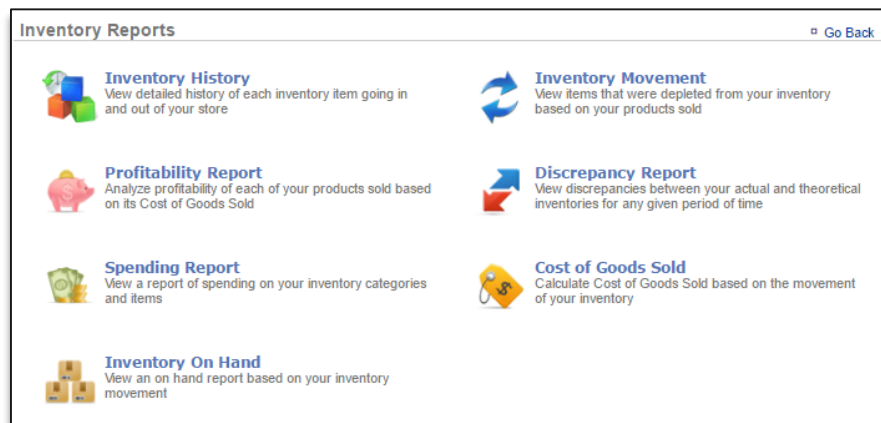 Inventory Reports
Go Back
Inventory History
View detailed history of each inventory item going in
and out of your store
Inventory Movement
View items that were depleted from your inventory
based on your products sold
Profitability Report
Analyze profitability of each of your products sold based
on its Cost of Goods Sold
Discrepancy Report
View discrepancies between your actual and theoretical
inventories for any given period of time
Spending Report
View a report of spending on your inventory categories
and items
Cost of Goods Sold
Calculate Cost of Goods Sold based on the movement
of your inventory
Inventory On Hand
View an on hand report based on your inventory
movement